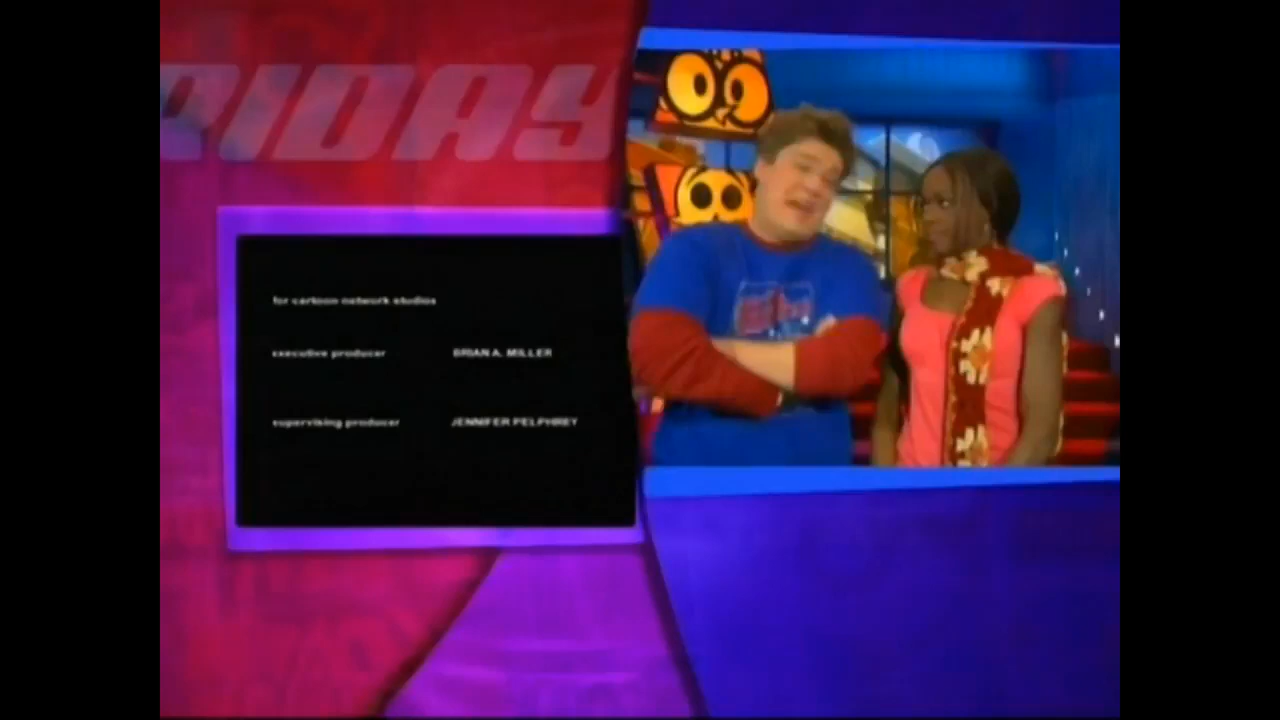 RIDAY
for cartoon network studios
executive producer BRIAN A. MILLER
supervising producer JENNIFER PELPHREY